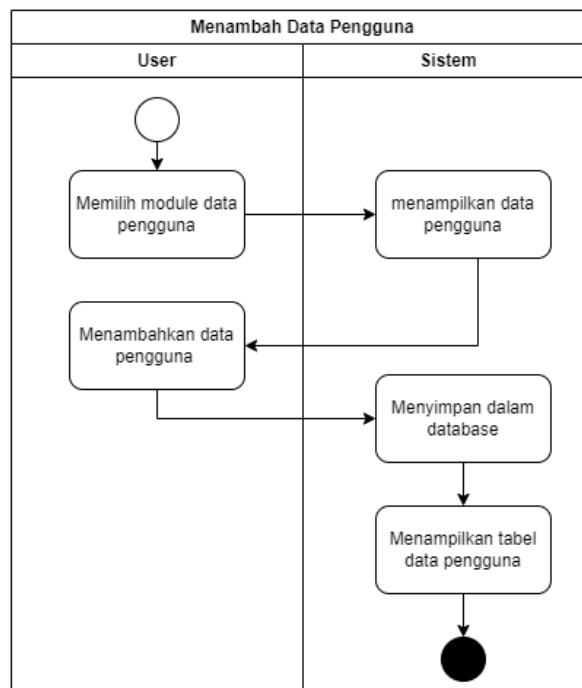 Menambah Data Pengguna
User
Sistem
Memilih module data
pengguna
menampilkan data
pengguna
Menambahkan data
pengguna
Menyimpan dalam
database
Menampilkan tabel
data pengguna